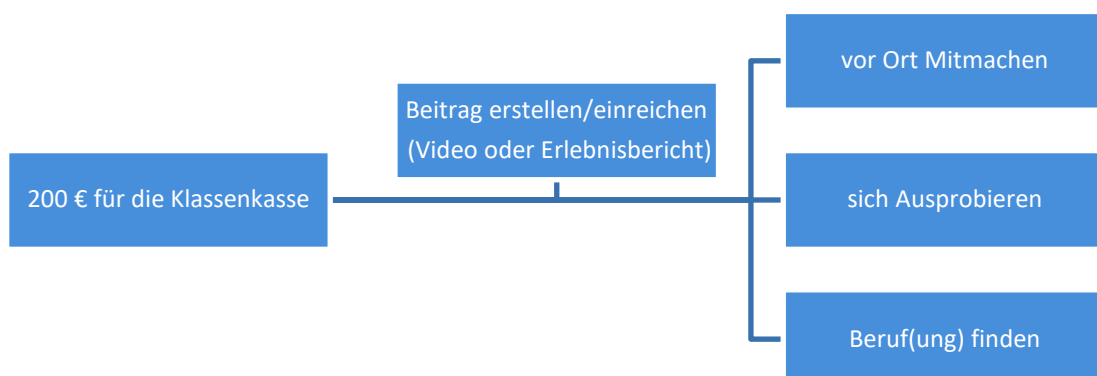 200 € für die Klassenkasse
Beitrag erstellen/einreichen
(Video oder Erlebnisbericht)
vor Ort Mitmachen
sich Ausprobieren
Beruf(ung) finden